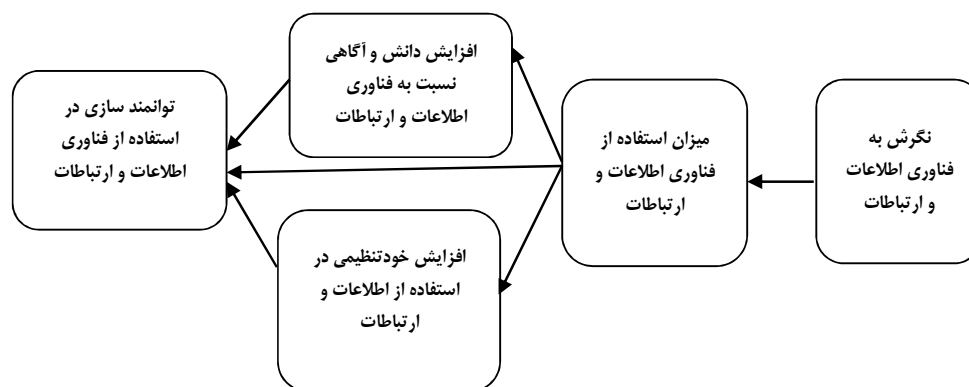 نگرش به
فناوری اطلاعات
و ارتباطات
میزان استفاده از
فناوری اطلاعات و
ارتباطات
افزایش دانش و آگاهی
نسبت به فناوری
اطلاعات و ارتباطات
افزایش خودتنظیمی در
استفاده از اطلاعات و
ارتباطات
توانمند سازی در
استفاده از فناوری
اطلاعات و ارتباطات